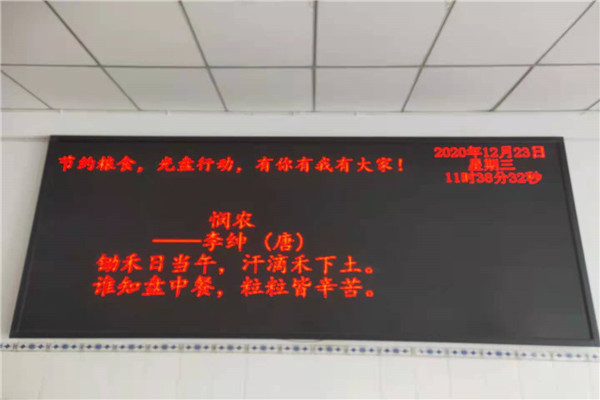 节约粮食，光盘行动，有你有我有大家！
2020年12月23日
星期三
11时38分32秒
悯农
——李绅（唐）
锄禾日当午，汗滴禾下土。
谁知盘中餐，粒粒皆辛苦。